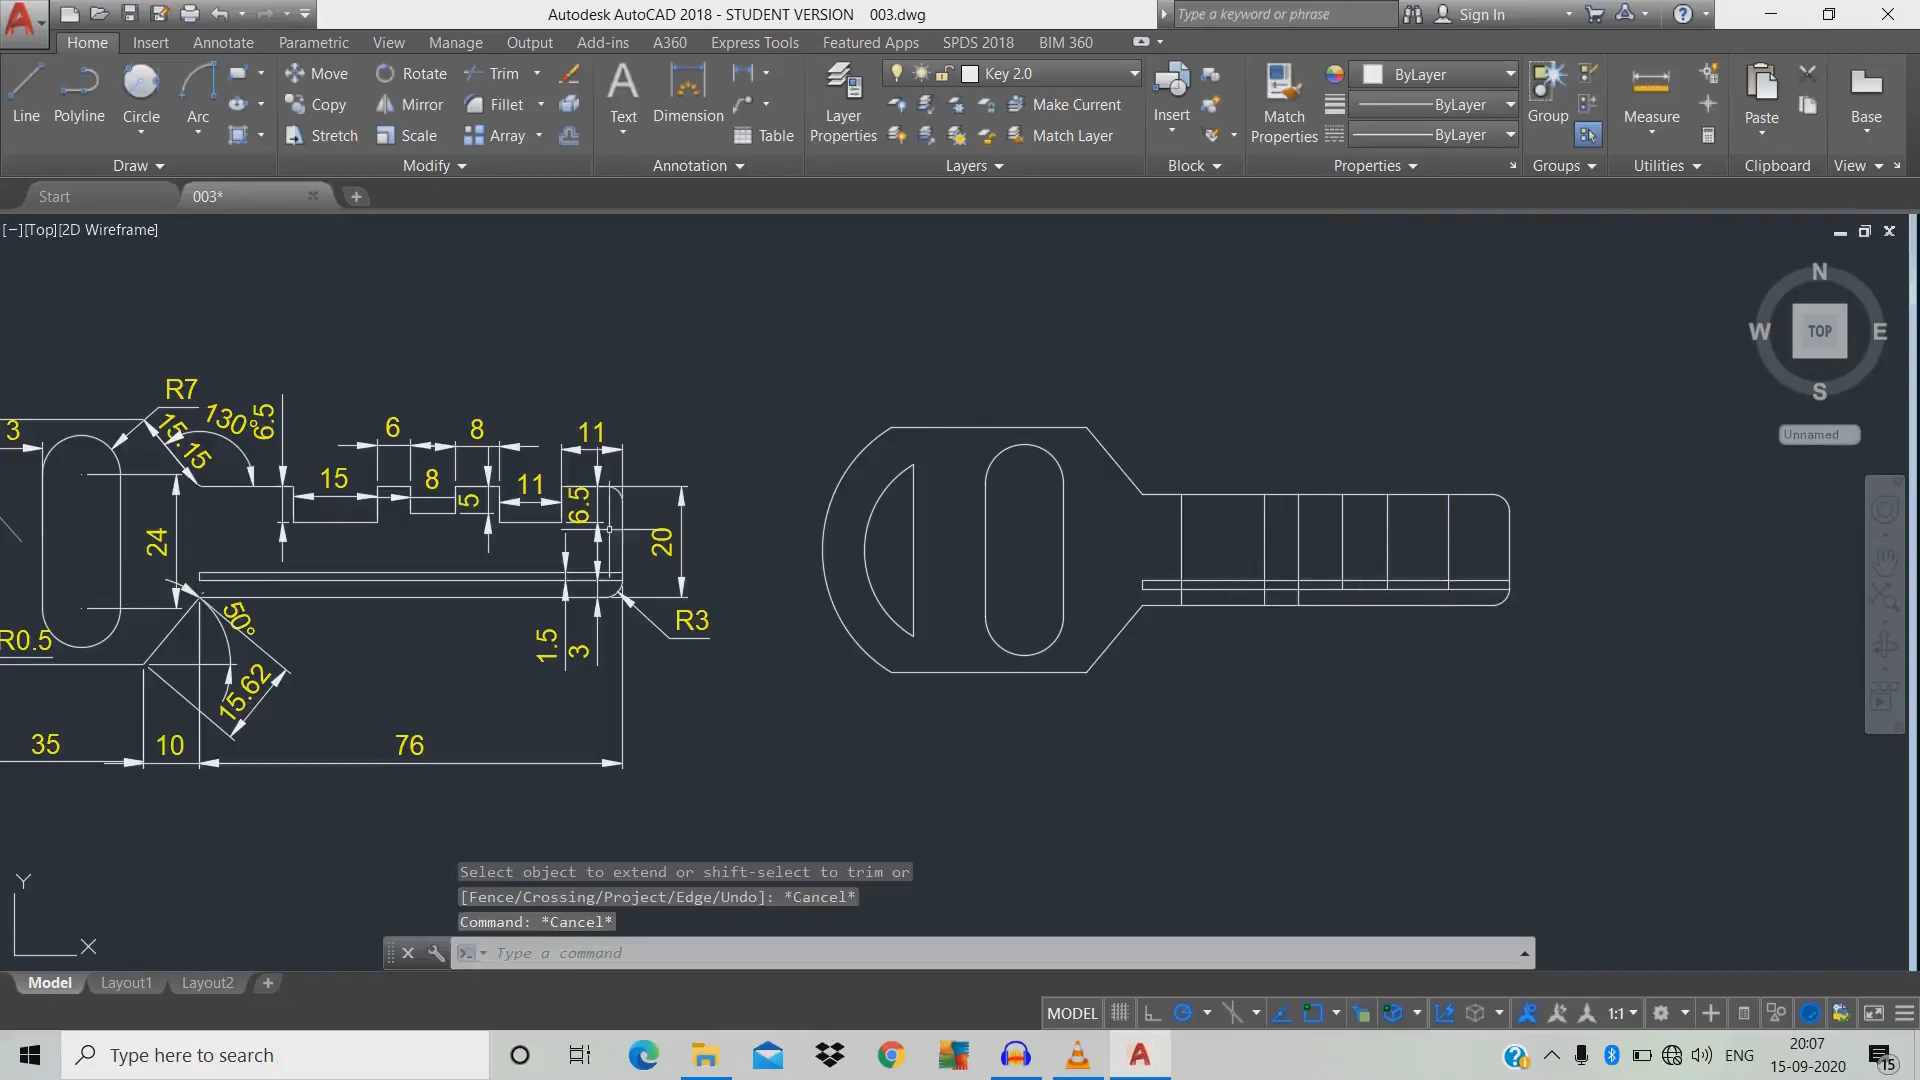 Autodesk AutoCAD 2018 - STUDENT VERSION 003.dwg
Type a keyword or phrase
Sign In
Home Insert Annotate Parametric View Manage Output Add-ins A360 Express Tools Featured Apps SPDS 2018 BIM 360
Line Polyline Circle Arc
Move Rotate Trim
Copy Mirror Fillet
Stretch Scale Array
Text Dimension Table
Layer Properties
Key 2.0
Make Current
Match Layer
Insert
Match Properties
ByLayer
ByLayer
ByLayer
Group
Measure
Paste
Base
Draw Modify Annotation Layers Block Properties Groups Utilities Clipboard View
Start 003*
[−][Top][2D Wireframe]
N
W TOP E
S
Unnamed
R7
3
15.15
130°
6.5
6
8
11
15
8
5
11
6.5
24
20
50°
R0.5
1.5
3
R3
15.62
35
10
76
Y
X
Select object to extend or shift-select to trim or
[Fence/Crossing/Project/Edge/Undo]: *Cancel*
Command: *Cancel*
Type a command
Model Layout1 Layout2
MODEL
1:1
Type here to search
ENG
20:07
15-09-2020
15